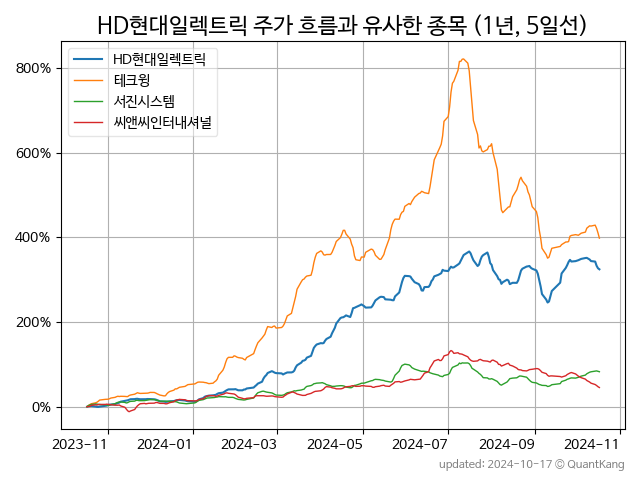 HD현대일렉트릭 주가 흐름과 유사한 종목 (1년, 5일선)
HD현대일렉트릭
테크윙
서진시스템
씨앤씨인터내셔널
800%
600%
400%
200%
0%
2023-11 2024-01 2024-03 2024-05 2024-07 2024-09 2024-11
updated: 2024-10-17 © QuantKang